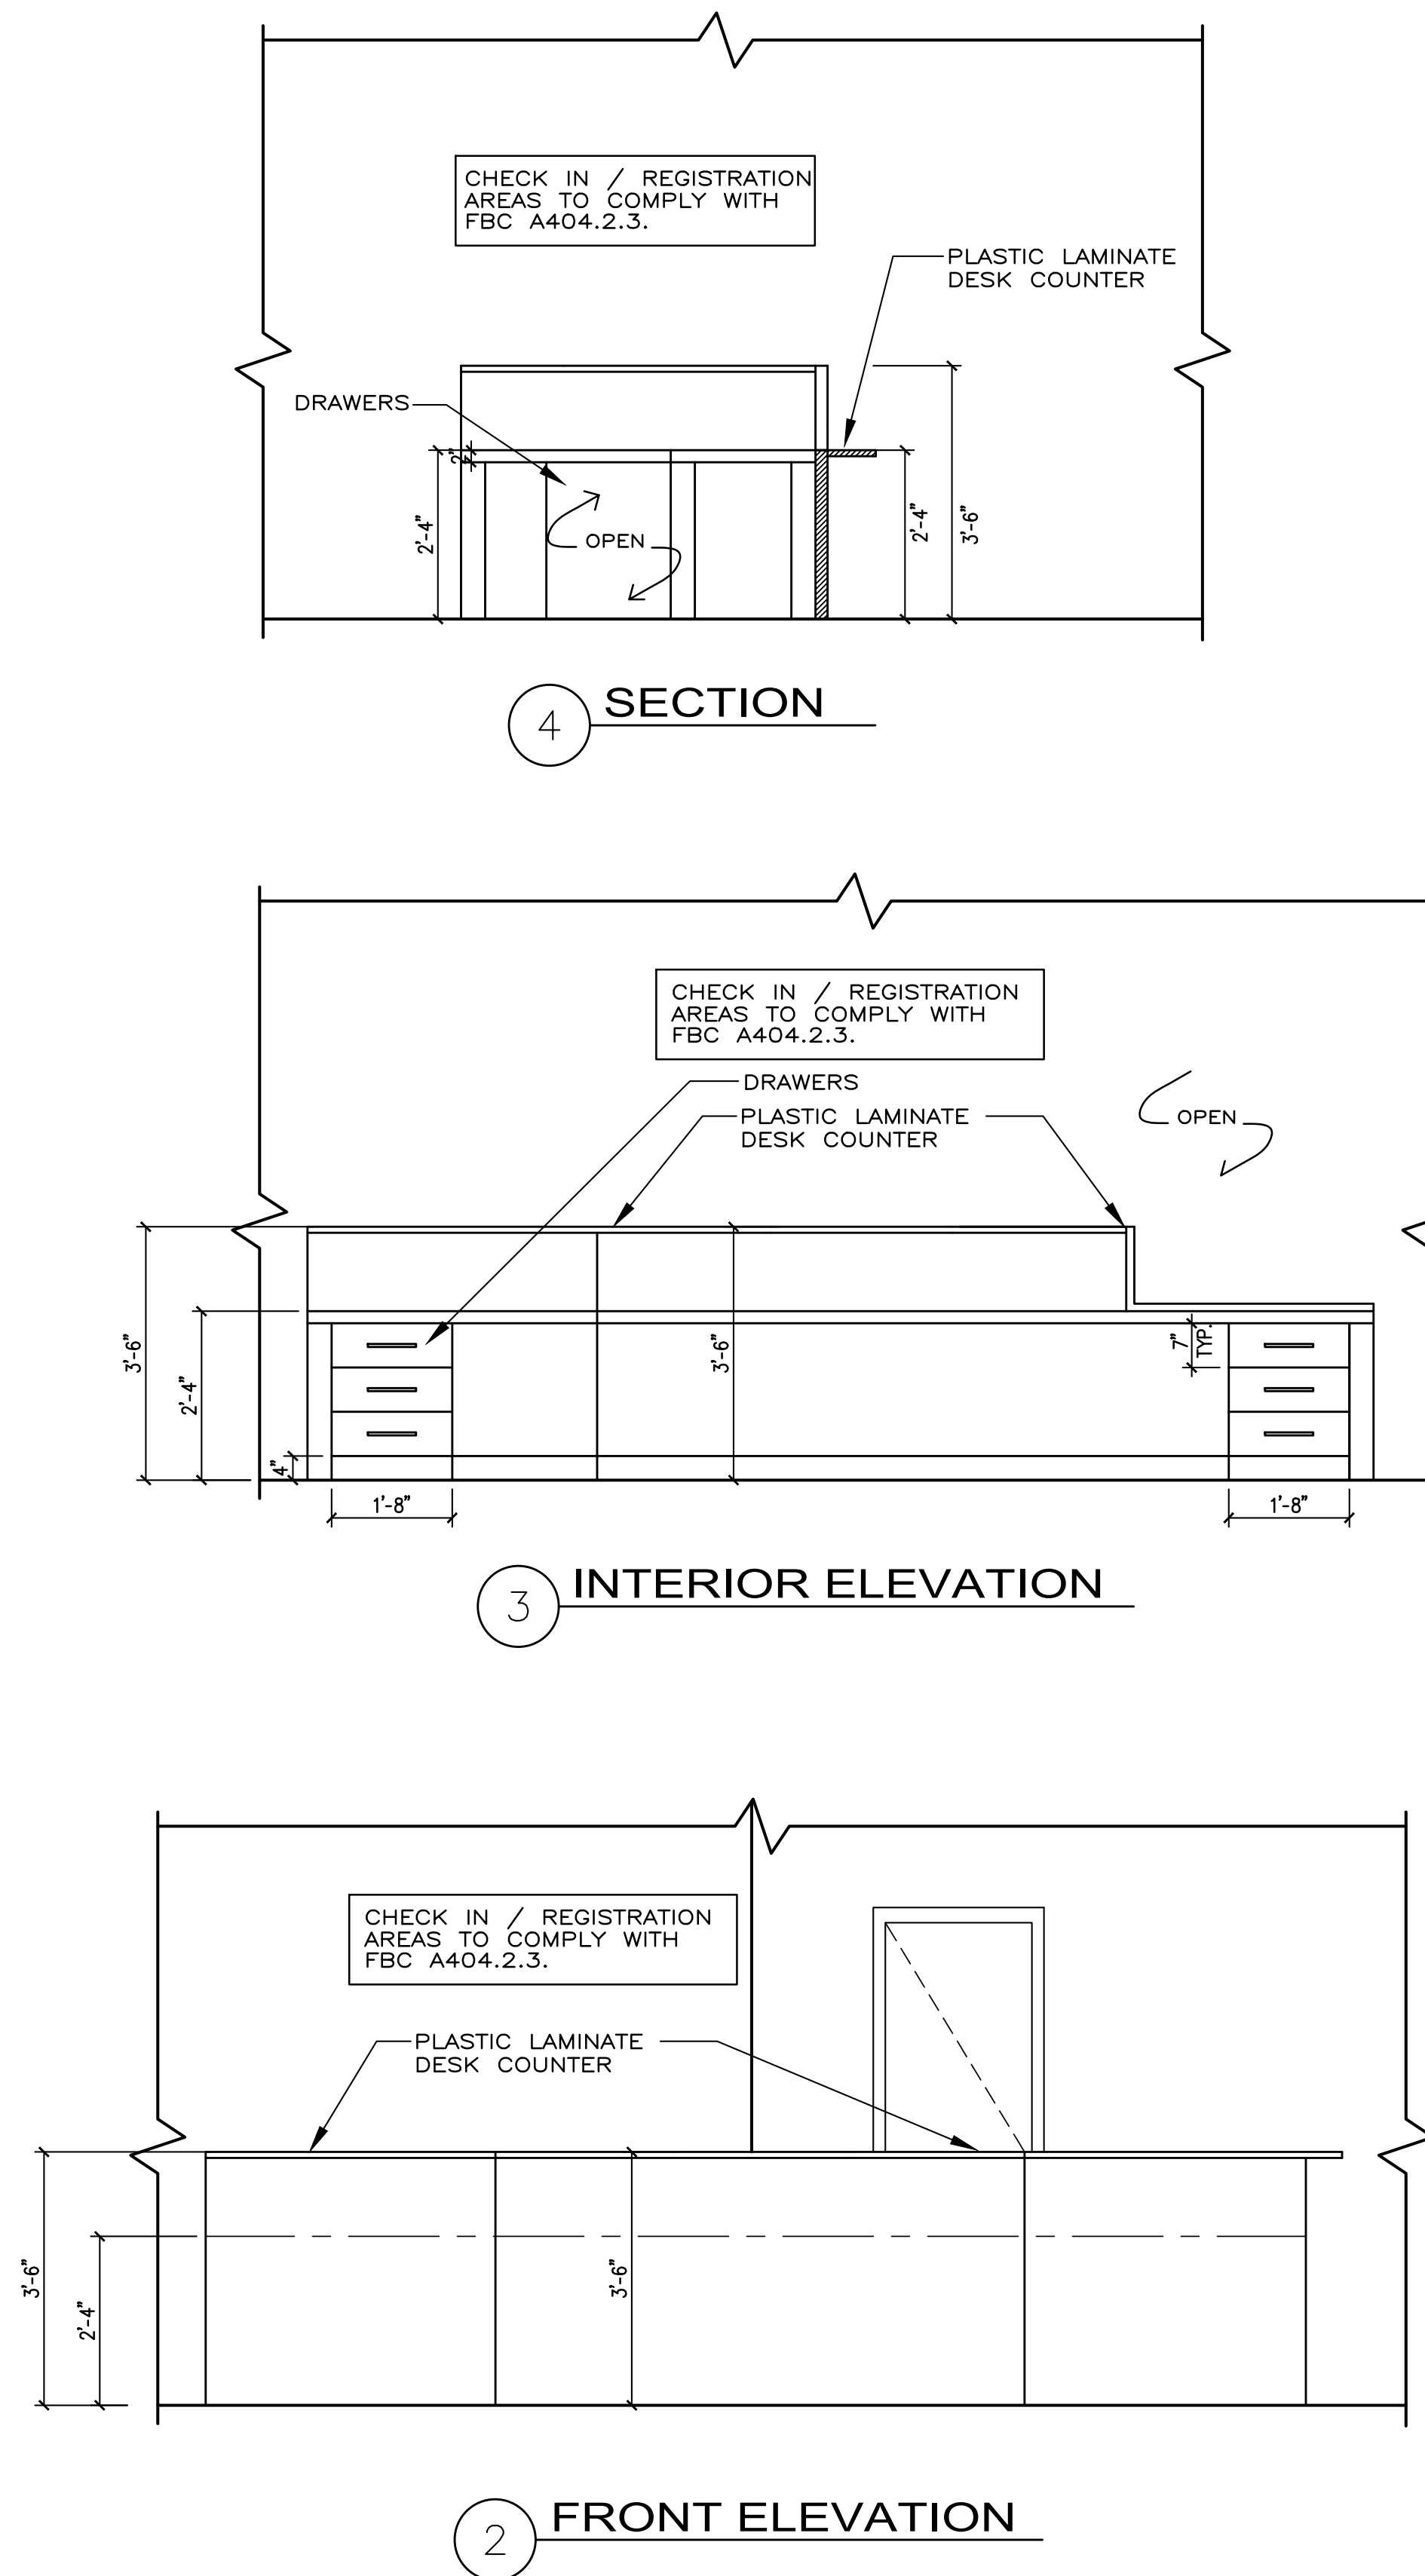 CHECK IN / REGISTRATION
AREAS TO COMPLY WITH
FBC A404.2.3.
PLASTIC LAMINATE
DESK COUNTER
DRAWERS
2"
2'-4"
OPEN
2'-4"
3'-6"
4 SECTION
CHECK IN / REGISTRATION
AREAS TO COMPLY WITH
FBC A404.2.3.
DRAWERS
PLASTIC LAMINATE
DESK COUNTER
OPEN
3'-6"
2'-4"
4"
3'-6"
7"
TYP.
1'-8"
1'-8"
3 INTERIOR ELEVATION
CHECK IN / REGISTRATION
AREAS TO COMPLY WITH
FBC A404.2.3.
PLASTIC LAMINATE
DESK COUNTER
3'-6"
2'-4"
3'-6"
2 FRONT ELEVATION